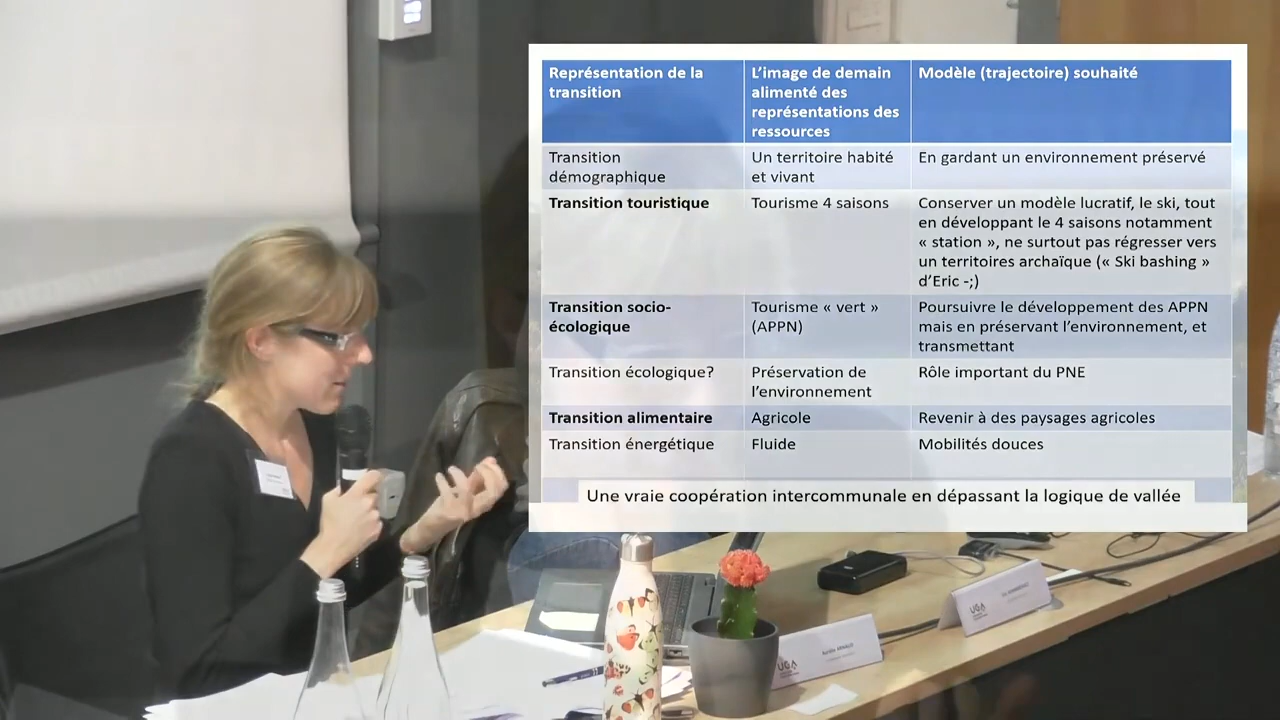 Représentation de la
transition
L’image de demain
alimenté des
représentations des
ressources
Modèle (trajectoire) souhaité
Transition
démographique
Un territoire habité
et vivant
En gardant un environnement préservé
Transition touristique
Tourisme 4 saisons
Conserver un modèle lucratif, le ski, tout
en développant le 4 saisons notamment
« station », ne surtout pas régresser vers
un territoires archaïque (« Ski bashing »
d’Eric -;)
Transition socio-
écologique
Tourisme « vert »
(APPN)
Poursuivre le développement des APPN
mais en préservant l’environnement, et
transmettant
Transition écologique?
Préservation de
l’environnement
Rôle important du PNE
Transition alimentaire
Agricole
Revenir à des paysages agricoles
Transition énergétique
Fluide
Mobilités douces
Une vraie coopération intercommunale en dépassant la logique de vallée
UGA
UGA